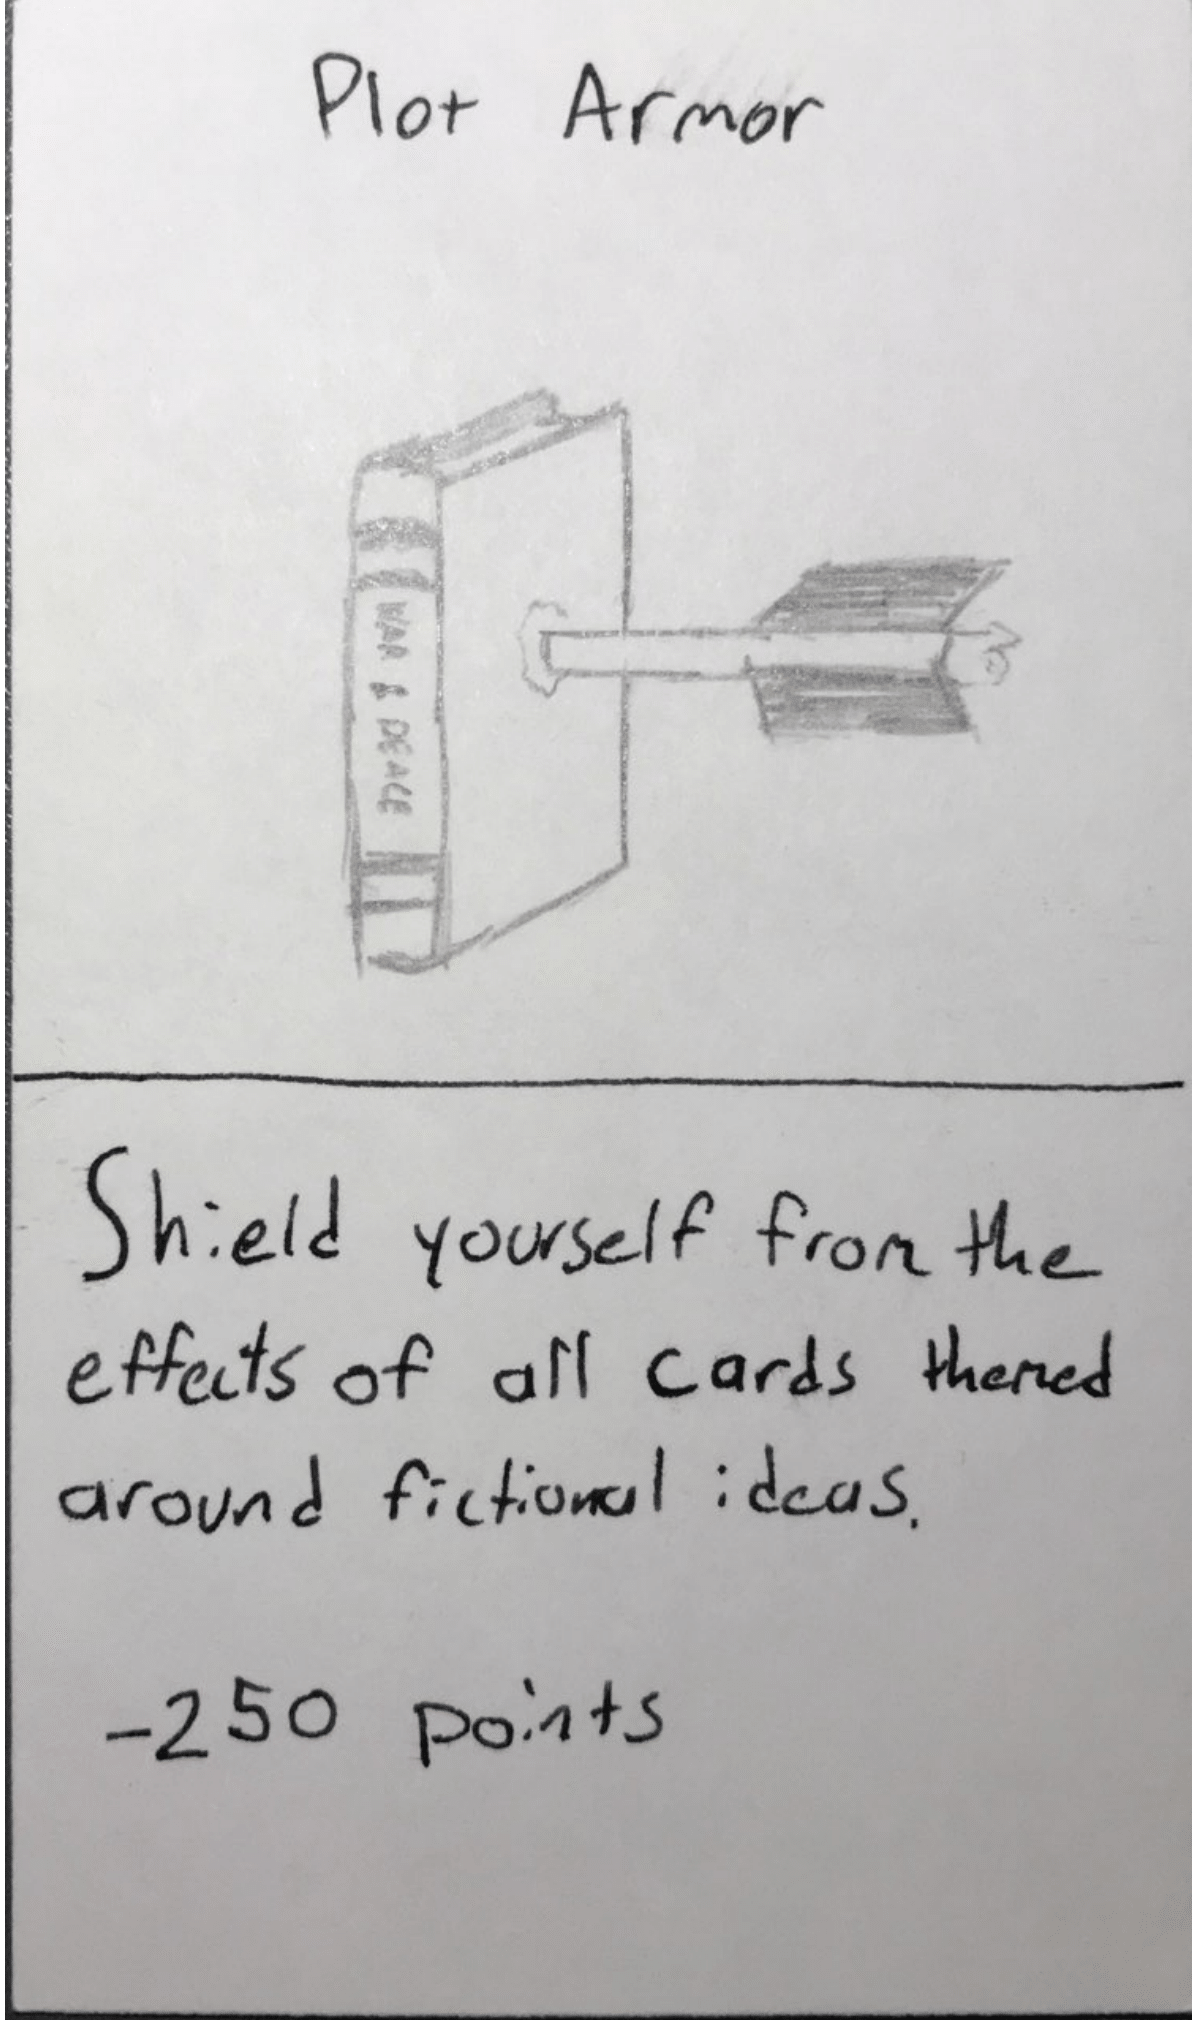 Plot Armor
WAR & PEACE
Shield yourself from the
effects of all cards themed
around fictional ideas.
-250 points